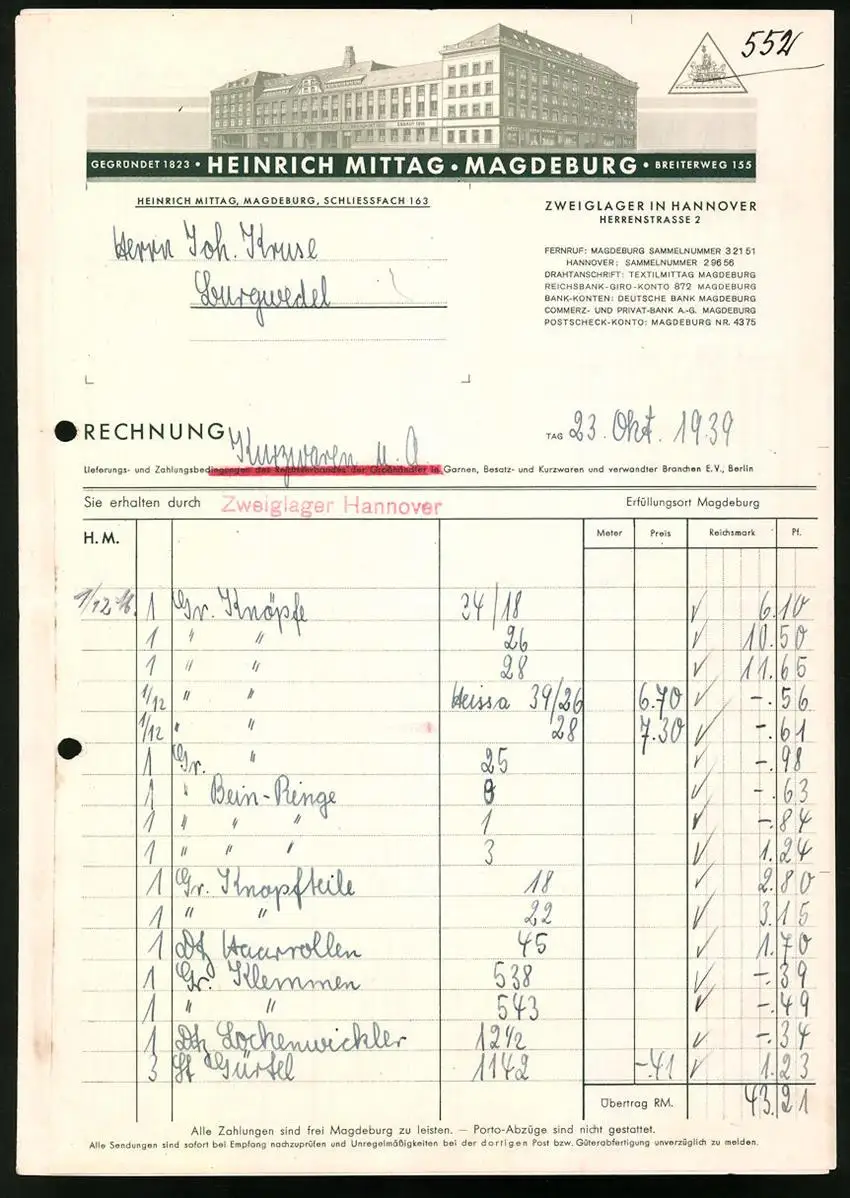 552
GEGRÜNDET 1823 • HEINRICH MITTAG • MAGDEBURG • BREITERWEG 155
HEINRICH MITTAG, MAGDEBURG, SCHLIESSFACH 163
ZWEIGLAGER IN HANNOVER
HERRENSTRASSE 2
Herrn Joh. Kruse
Burgwedel
FERNRUF: MAGDEBURG SAMMELNUMMER 3 21 51
HANNOVER: SAMMELNUMMER 2 96 56
DRAHTANSCHRIFT: TEXTILMITTAG MAGDEBURG
REICHSBANK-GIRO-KONTO 872 MAGDEBURG
BANK-KONTEN: DEUTSCHE BANK MAGDEBURG
COMMERZ- UND PRIVAT-BANK A.-G. MAGDEBURG
POSTSCHECK-KONTO: MAGDEBURG NR. 4375
RECHNUNG Kurzwaren u. A
TAG 23. Okt. 1939
Lieferungs- und Zahlungsbedingungen des Reichsverbandes der Großhändler in Garnen, Besatz- und Kurzwaren und verwandter Branchen E.V., Berlin
Sie erhalten durch Zweiglager Hannover Erfüllungsort Magdeburg
H. M. Meter Preis Reichsmark Pf.
1 Gr. Knöpfe 34/18 6.10
1 " " 26 10.50
1 " " 28 11.65
1/12 " " Heissa 39/26 6.70 -.56
1/12 " " 28 7.30 -.61
1 Gr. " 25 -.98
1 " Bein-Ringe 0 -.63
1 " " " 1 -.84
1 " " " 3 1.24
1 Gr. Knopfteile 18 2.80
1 " " 22 3.15
1 Dtz Haarrollen 45 1.70
1 Gr. Klemmen 538 -.39
1 " " 543 -.49
1 Dtz Lockenwickler 12½ -.34
3 St Gürtel 1142 -.41 1.23
Übertrag RM. 43.21
Alle Zahlungen sind frei Magdeburg zu leisten. — Porto-Abzüge sind nicht gestattet.
Alle Sendungen sind sofort bei Empfang nachzuprüfen und Unregelmäßigkeiten bei der dortigen Post bzw. Güterabfertigung unverzüglich zu melden.